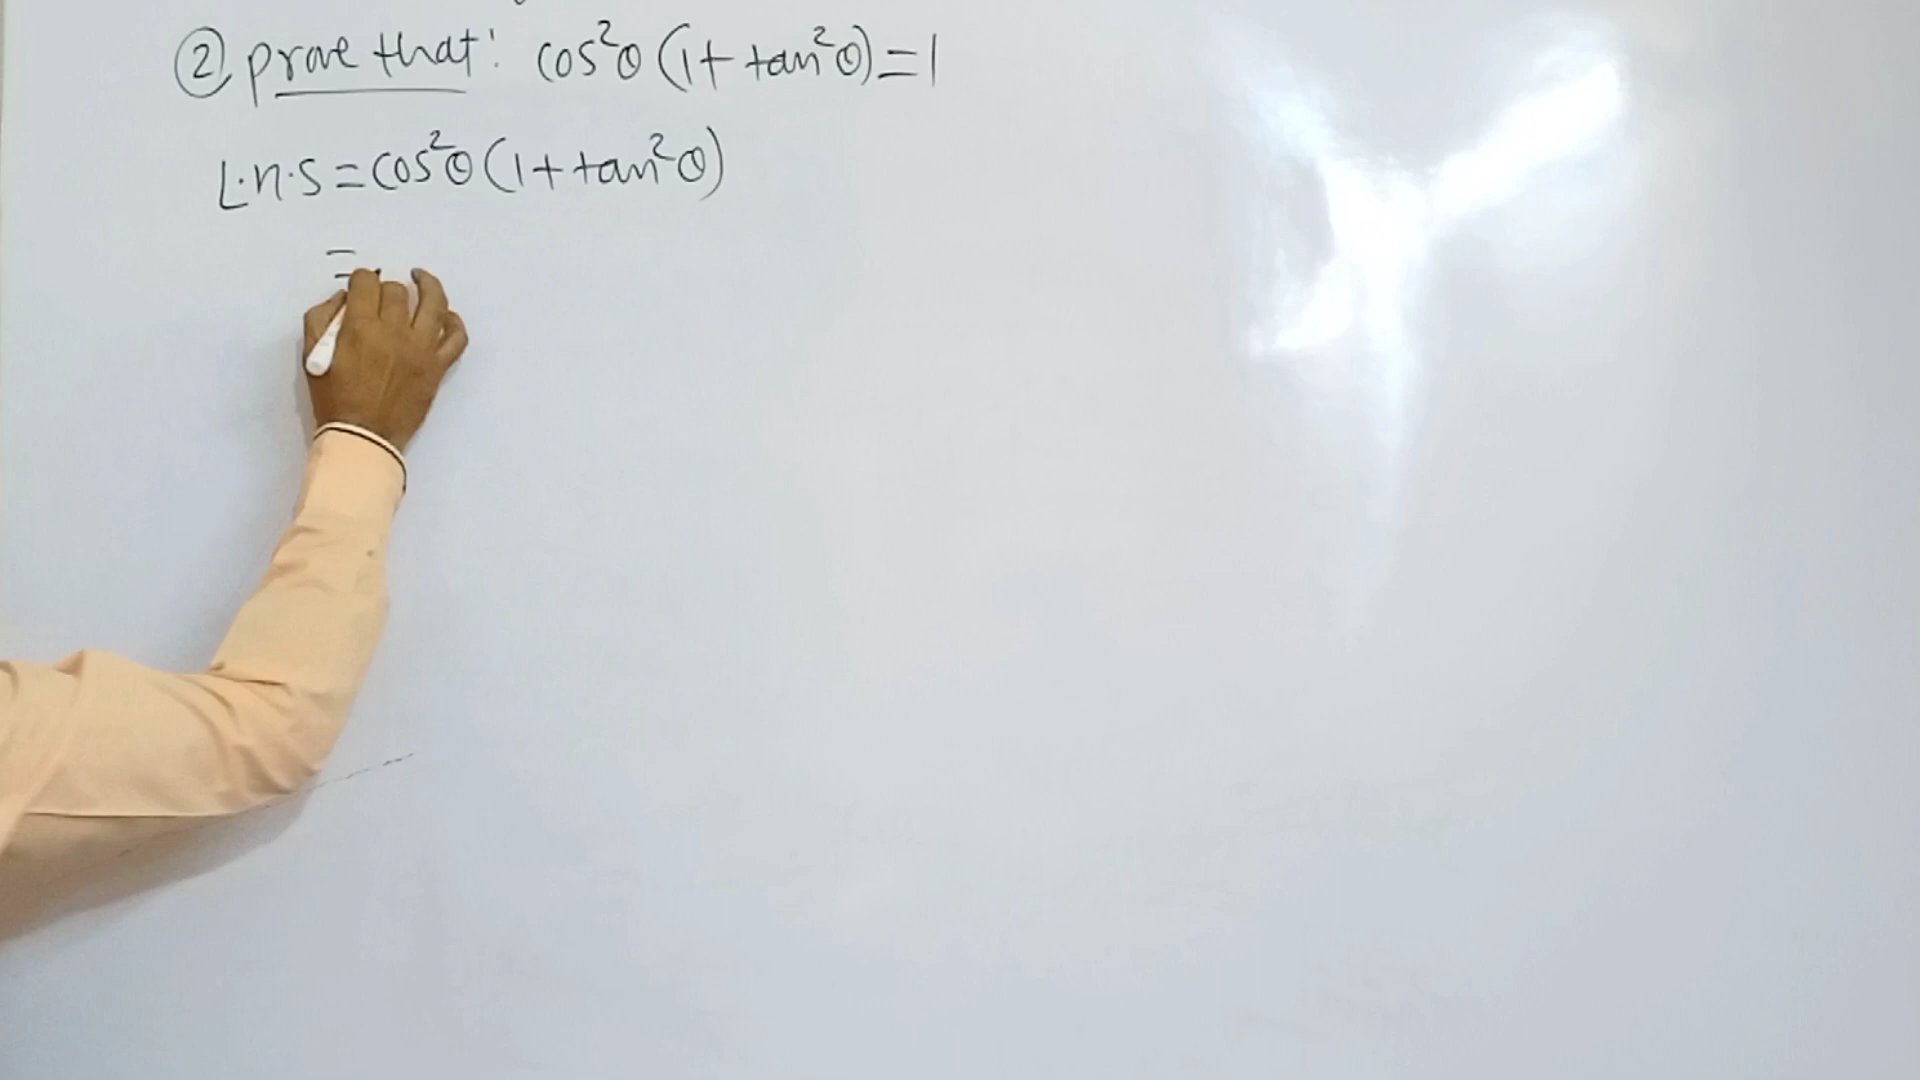 ② prove that: cos²θ (1 + tan²θ) = 1
L.H.S = cos²θ (1 + tan²θ)
=